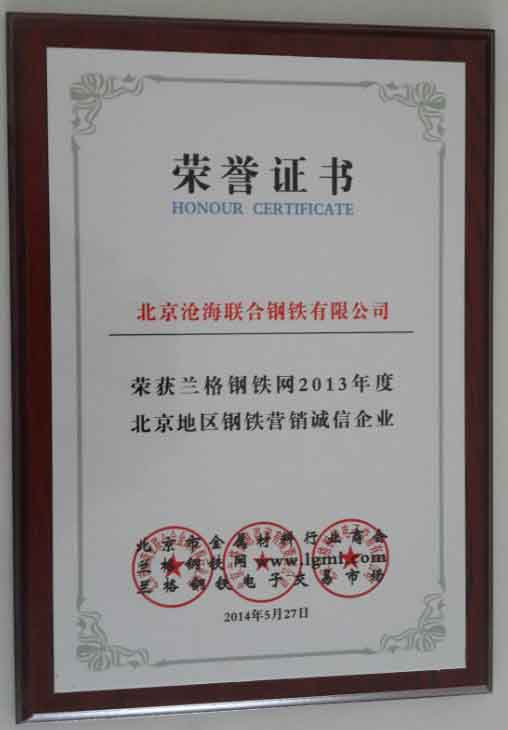 荣誉证书
HONOUR CERTIFICATE
北京沧海联合钢铁有限公司
荣获兰格钢铁网2013年度
北京地区钢铁营销诚信企业
北京市金属材料行业商会
兰格钢铁网 www.lgmi.com
兰格钢铁电子交易市场
2014年5月27日